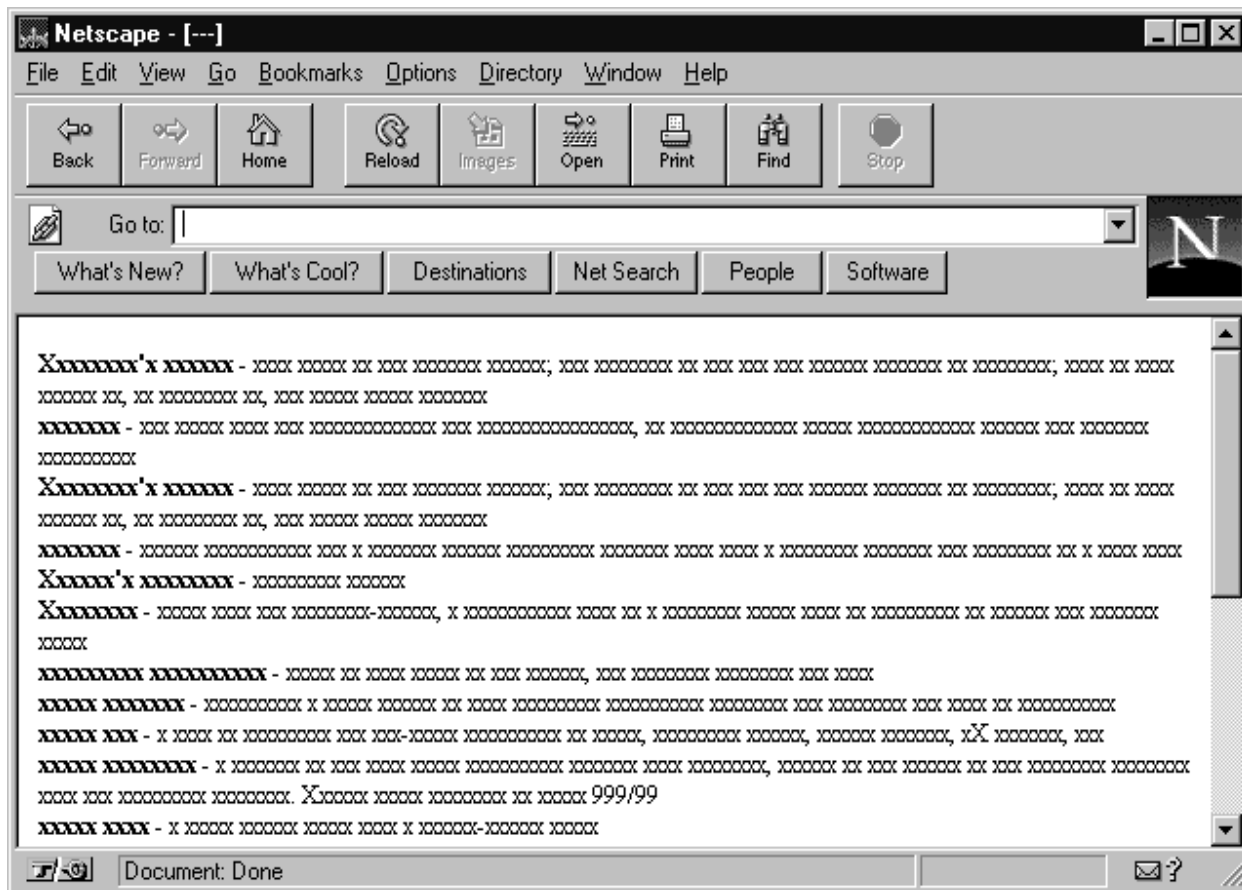 Netscape - [---]
File Edit View Go Bookmarks Options Directory Window Help
Back Forward Home Reload Images Open Print Find Stop
Go to:
N
What's New? What's Cool? Destinations Net Search People Software
Xxxxxxxx'x xxxxxx - xxxx xxxxx xx xxx xxxxxxx xxxxxx; xxx xxxxxxxx xx xxx xxx xxx xxxxxx xxxxxxx xx xxxxxxxx; xxxx xx xxxx
xxxxxx xx, xx xxxxxxxx xx, xxx xxxxx xxxxx xxxxxxx
xxxxxxx - xxx xxxxx xxxx xxx xxxxxxxxxxxxx xxx xxxxxxxxxxxxxxxx, xx xxxxxxxxxxxxx xxxxx xxxxxxxxxxxx xxxxxx xxx xxxxxxx
xxxxxxxxxx
Xxxxxxxx'x xxxxxx - xxxx xxxxx xx xxx xxxxxxx xxxxxx; xxx xxxxxxxx xx xxx xxx xxx xxxxxx xxxxxxx xx xxxxxxxx; xxxx xx xxxx
xxxxxx xx, xx xxxxxxxx xx, xxx xxxxx xxxxx xxxxxxx
xxxxxxx - xxxxxx xxxxxxxxxxx xxx x xxxxxxx xxxxxx xxxxxxxxx xxxxxxx xxxx xxxx x xxxxxxxx xxxxxxx xxx xxxxxxxx xx x xxxx xxxx
Xxxxxx'x xxxxxxxx - xxxxxxxxxx xxxxxx
Xxxxxxxx - xxxxx xxxx xxx xxxxxxxx-xxxxxx, x xxxxxxxxxxx xxxx xx x xxxxxxxx xxxxx xxxx xx xxxxxxxxx xx xxxxxx xxx xxxxxxx
xxxxx
xxxxxxxxx xxxxxxxxxx - xxxxx xx xxxx xxxxx xx xxx xxxxxx, xxx xxxxxxxx xxxxxxxx xxx xxxx
xxxxx xxxxxxx - xxxxxxxxxx x xxxxx xxxxxx xx xxxx xxxxxxxxx xxxxxxxxxx xxxxxxxx xxx xxxxxxxx xxx xxxx xx xxxxxxxxxx
xxxxx xxx - x xxxx xx xxxxxxxxx xxx xxx-xxxxx xxxxxxxxxx xx xxxxx, xxxxxxxxx xxxxxx, xxxxxx xxxxxxx, xX xxxxxxx, xxx
xxxxx xxxxxxxx - x xxxxxxx xx xxx xxxx xxxxx xxxxxxxxxxx xxxxxxx xxxx xxxxxxxx, xxxxxx xx xxx xxxxxx xx xxx xxxxxxxx xxxxxxxx
xxxx xxx xxxxxxxxx xxxxxxxx. Xxxxxx xxxxx xxxxxxxx xx xxxxx 999/99
xxxxx xxxx - x xxxxx xxxxxx xxxxx xxxx x xxxxxx-xxxxxx xxxxx
Document: Done
?